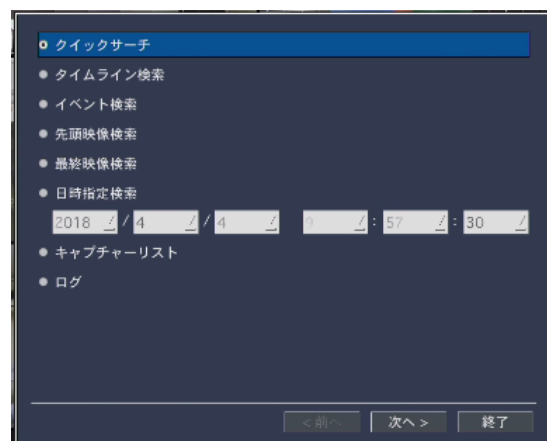 クイックサーチ
タイムライン検索
イベント検索
先頭映像検索
最終映像検索
日時指定検索
2018 / 4 / 4 9 : 57 : 30
キャプチャーリスト
ログ
<前へ 次へ> 終了